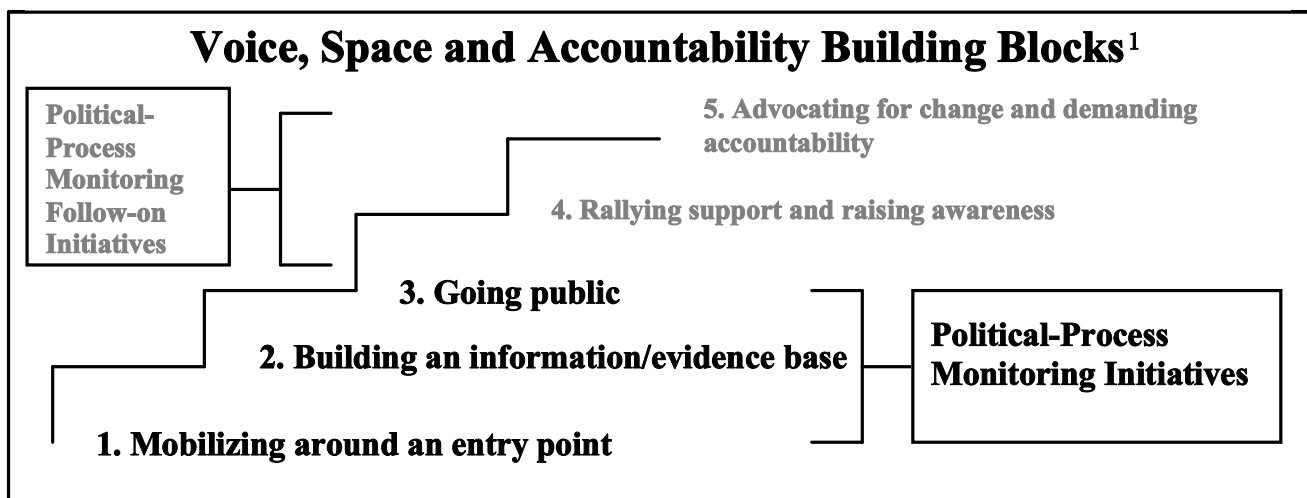 Voice, Space and Accountability Building Blocks1
Political-
Process
Monitoring
Follow-on
Initiatives
5. Advocating for change and demanding
accountability
4. Rallying support and raising awareness
3. Going public
2. Building an information/evidence base
1. Mobilizing around an entry point
Political-Process
Monitoring Initiatives